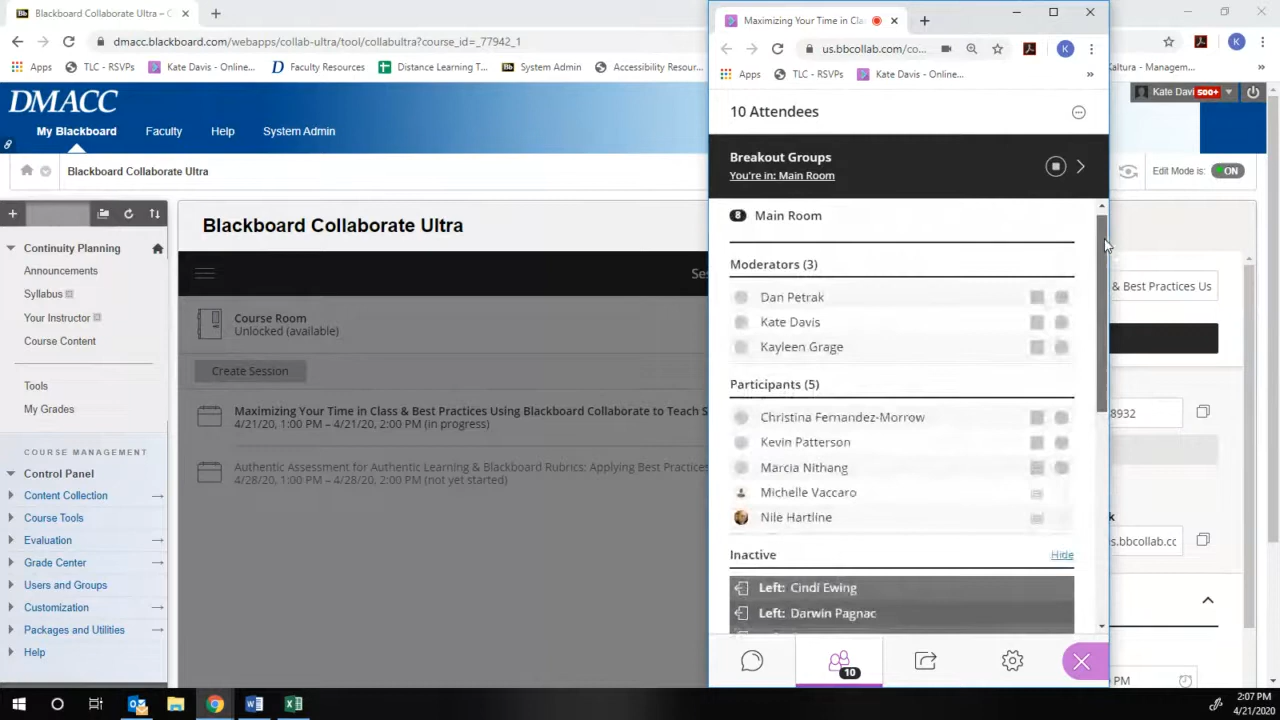 Blackboard Collaborate Ultra – C
dmacc.blackboard.com/webapps/collab-ultra/tool/collabultra?course_id=_77942_1
Apps TLC - RSVPs Kate Davis - Online... Faculty Resources Distance Learning T... System Admin Accessibility Resour...
DMACC
My Blackboard Faculty Help System Admin
Blackboard Collaborate Ultra
Continuity Planning
Announcements
Syllabus
Your Instructor
Course Content
Tools
My Grades
COURSE MANAGEMENT
Control Panel
Content Collection
Course Tools
Evaluation
Grade Center
Users and Groups
Customization
Packages and Utilities
Help
Blackboard Collaborate Ultra
Ses
Course Room
Unlocked (available)
Create Session
Maximizing Your Time in Class & Best Practices Using Blackboard Collaborate to Teach S
4/21/20, 1:00 PM – 4/21/20, 2:00 PM (in progress)
Authentic Assessment for Authentic Learning & Blackboard Rubrics: Applying Best Practices
4/28/20, 1:00 PM – 4/28/20, 2:00 PM (not yet started)
Maximizing Your Time in Cla
us.bbcollab.com/co...
K
Apps TLC - RSVPs Kate Davis - Online... »
10 Attendees
Breakout Groups
You're in: Main Room
8 Main Room
Moderators (3)
Dan Petrak
Kate Davis
Kayleen Grage
Participants (5)
Christina Fernandez-Morrow
Kevin Patterson
Marcia Nithang
Michelle Vaccaro
Nile Hartline
Inactive Hide
Left: Cindi Ewing
Left: Darwin Pagnac
10
K
Kaltura - Managem... »
Kate Davi 500+
Edit Mode is: ON
& Best Practices Us
8932
k
s.bbcollab.cc
PM
2:07 PM
4/21/2020